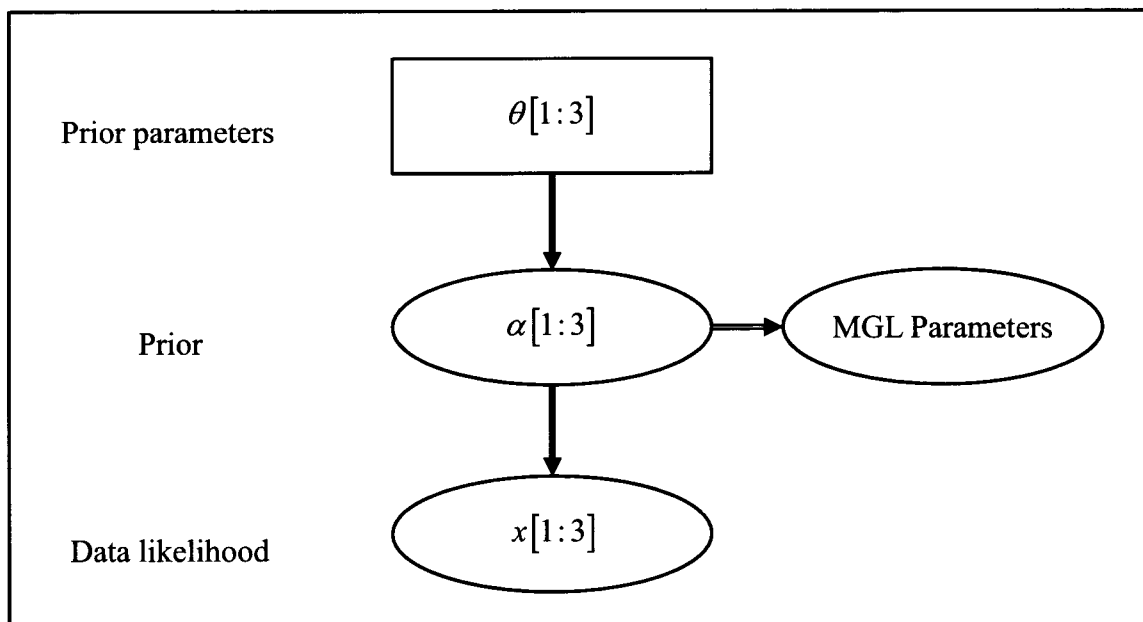 Prior parameters
θ[1:3]
Prior
α[1:3]
MGL Parameters
Data likelihood
x[1:3]